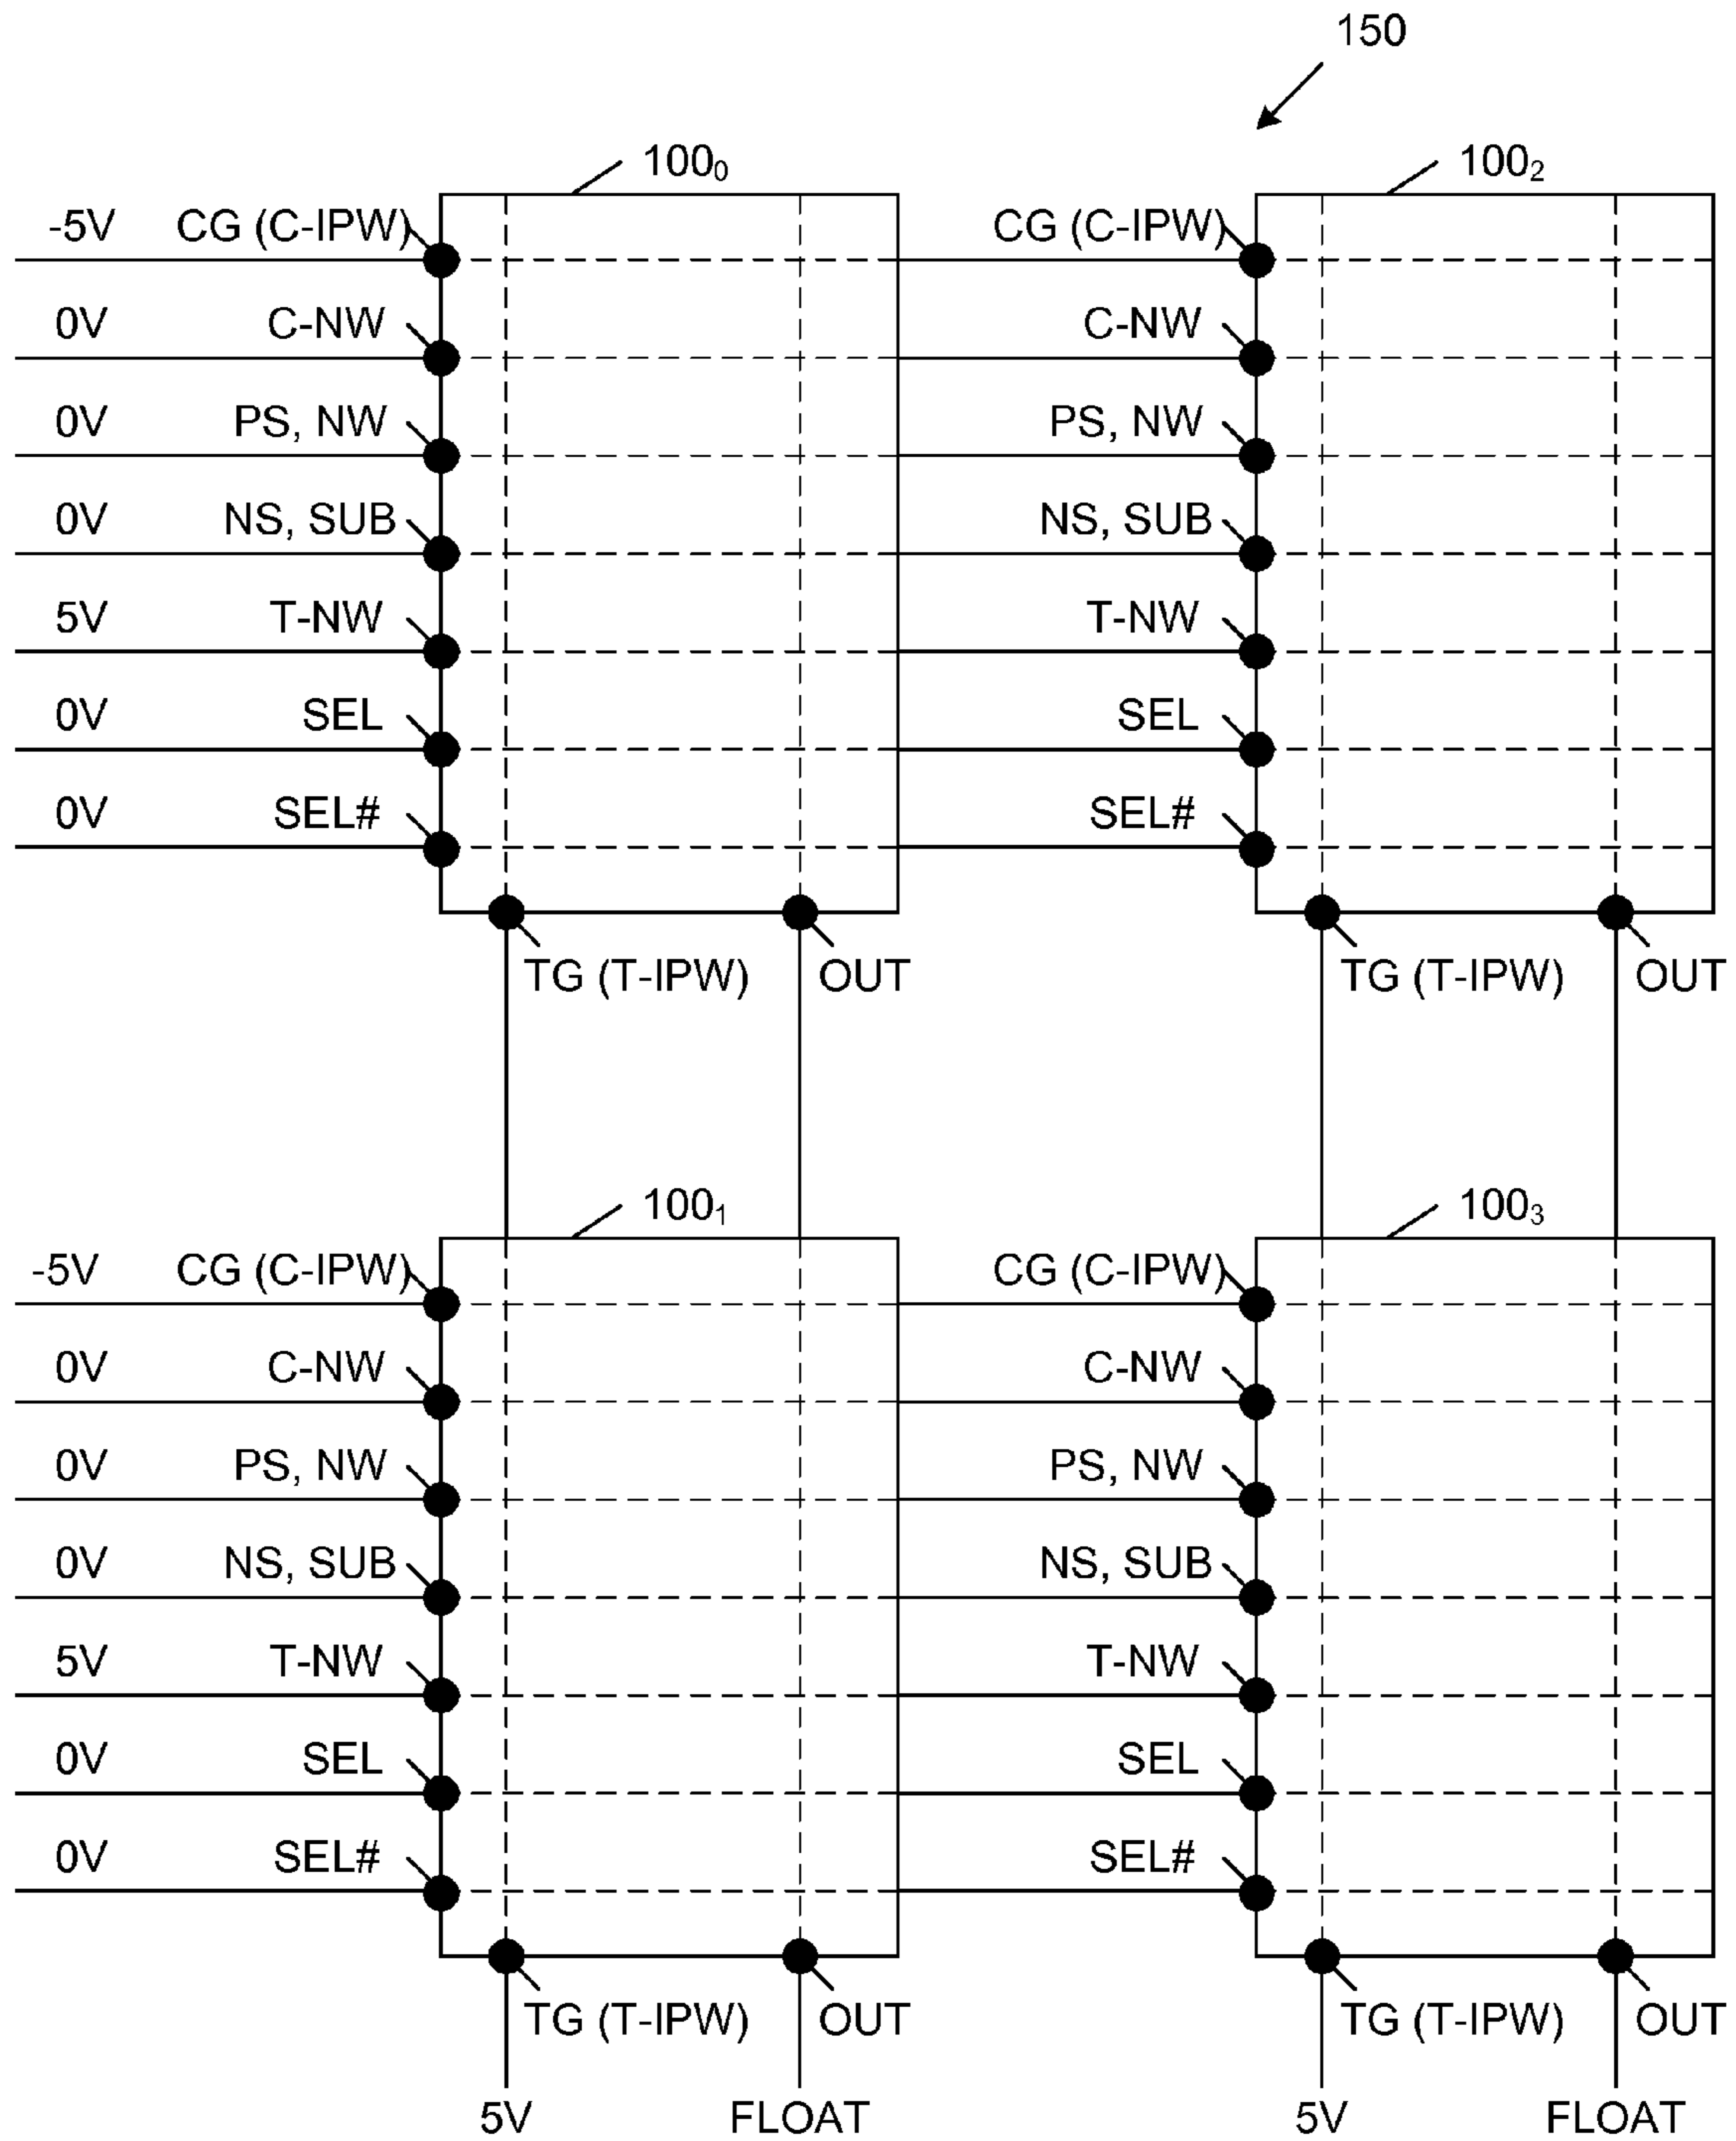 150
100₀ 100₂
-5V CG (C-IPW) CG (C-IPW)
0V C-NW C-NW
0V PS, NW PS, NW
0V NS, SUB NS, SUB
5V T-NW T-NW
0V SEL SEL
0V SEL# SEL#
TG (T-IPW) OUT TG (T-IPW) OUT
100₁ 100₃
-5V CG (C-IPW) CG (C-IPW)
0V C-NW C-NW
0V PS, NW PS, NW
0V NS, SUB NS, SUB
5V T-NW T-NW
0V SEL SEL
0V SEL# SEL#
TG (T-IPW) OUT TG (T-IPW) OUT
5V FLOAT 5V FLOAT